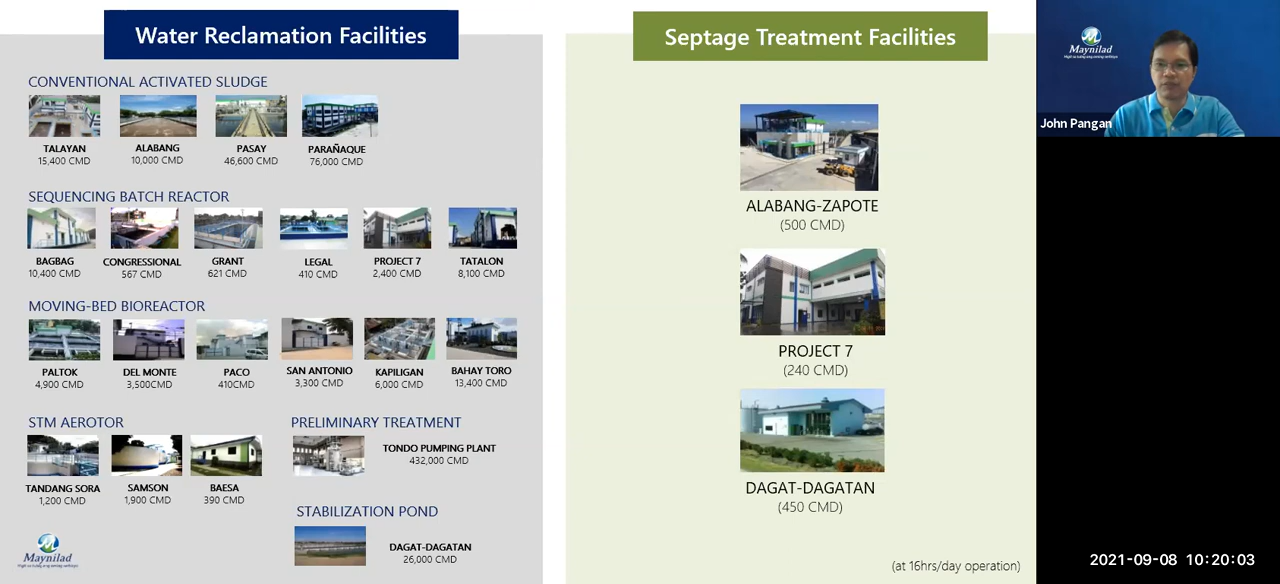 Water Reclamation Facilities
CONVENTIONAL ACTIVATED SLUDGE
TALAYAN
15,400 CMD
ALABANG
10,000 CMD
PASAY
46,600 CMD
PARAÑAQUE
76,000 CMD
SEQUENCING BATCH REACTOR
BAGBAG
10,400 CMD
CONGRESSIONAL
567 CMD
GRANT
621 CMD
LEGAL
410 CMD
PROJECT 7
2,400 CMD
TATALON
8,100 CMD
MOVING-BED BIOREACTOR
PALTOK
4,900 CMD
DEL MONTE
3,500CMD
PACO
410CMD
SAN ANTONIO
3,300 CMD
KAPILIGAN
6,000 CMD
BAHAY TORO
13,400 CMD
STM AEROTOR
TANDANG SORA
1,200 CMD
SAMSON
1,900 CMD
BAESA
390 CMD
PRELIMINARY TREATMENT
TONDO PUMPING PLANT
432,000 CMD
STABILIZATION POND
DAGAT-DAGATAN
26,000 CMD
Maynilad
Septage Treatment Facilities
ALABANG-ZAPOTE
(500 CMD)
PROJECT 7
(240 CMD)
DAGAT-DAGATAN
(450 CMD)
(at 16hrs/day operation)
Maynilad
John Pangan
2021-09-08 10:20:03